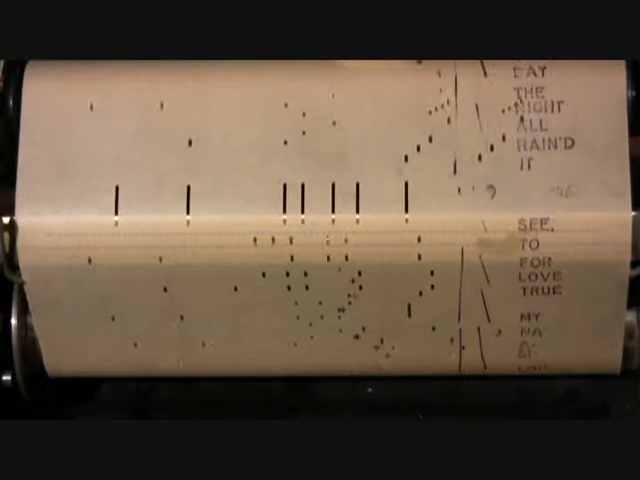 DAY
THE
NIGHT
ALL
RAIN'D
IT
SEE,
TO
FOR
LOVE
TRUE
MY
NA